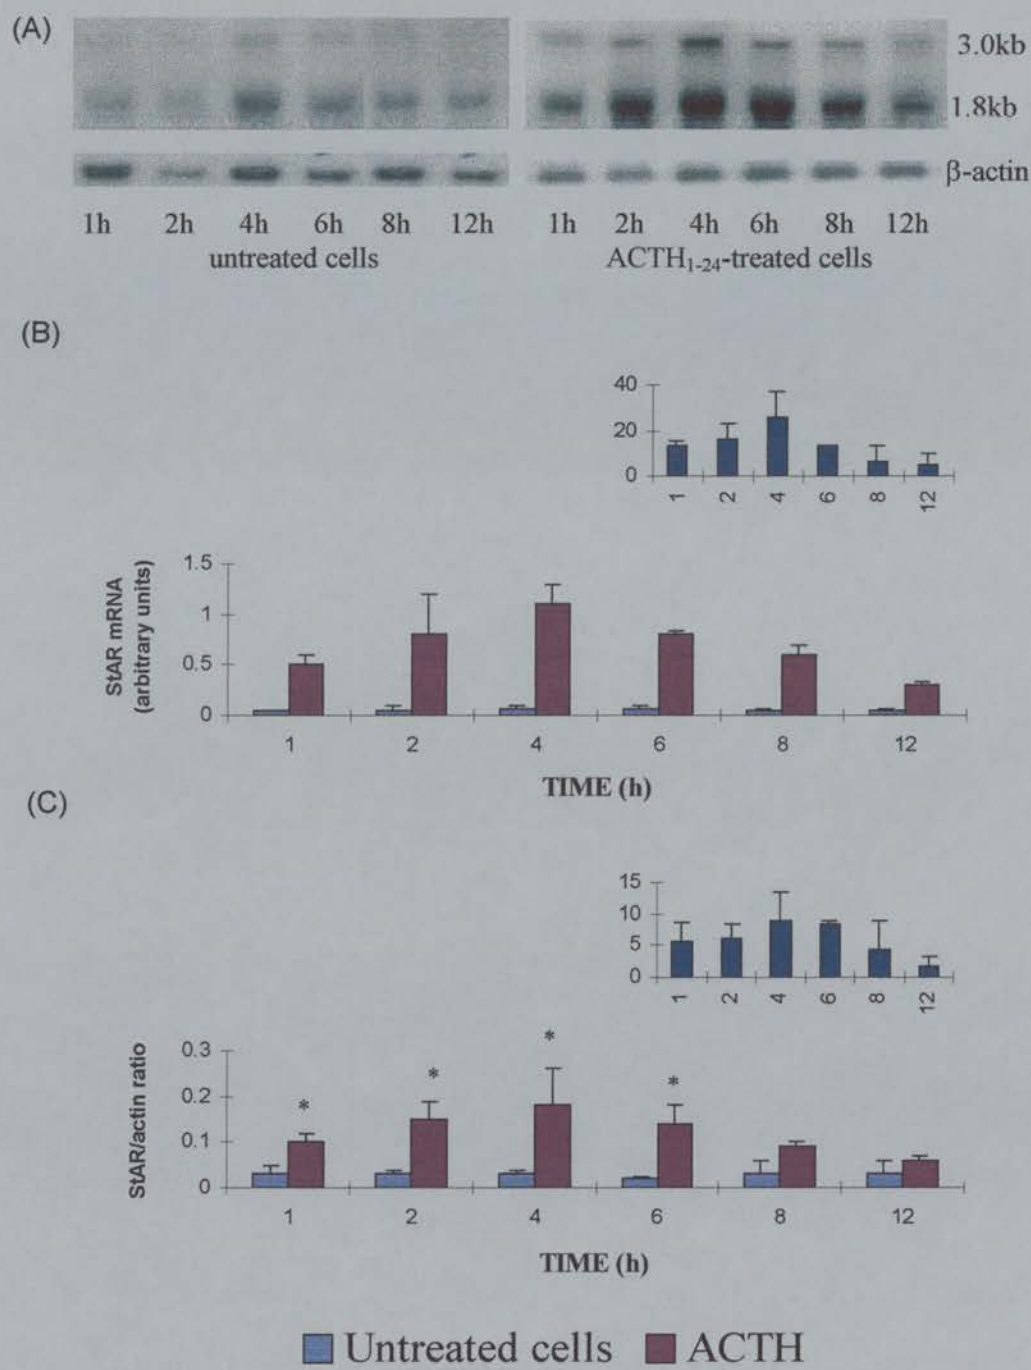 (A)
3.0kb
1.8kb
β-actin
1h 2h 4h 6h 8h 12h 1h 2h 4h 6h 8h 12h
untreated cells ACTH1-24-treated cells
(B)
40
20
0
1 2 4 6 8 12
StAR mRNA
(arbitrary units)
1.5
1
0.5
0
1 2 4 6 8 12
TIME (h)
(C)
15
10
5
0
1 2 4 6 8 12
StAR/actin ratio
0.3
0.2
0.1
0
* * * *
1 2 4 6 8 12
TIME (h)
Untreated cells ACTH